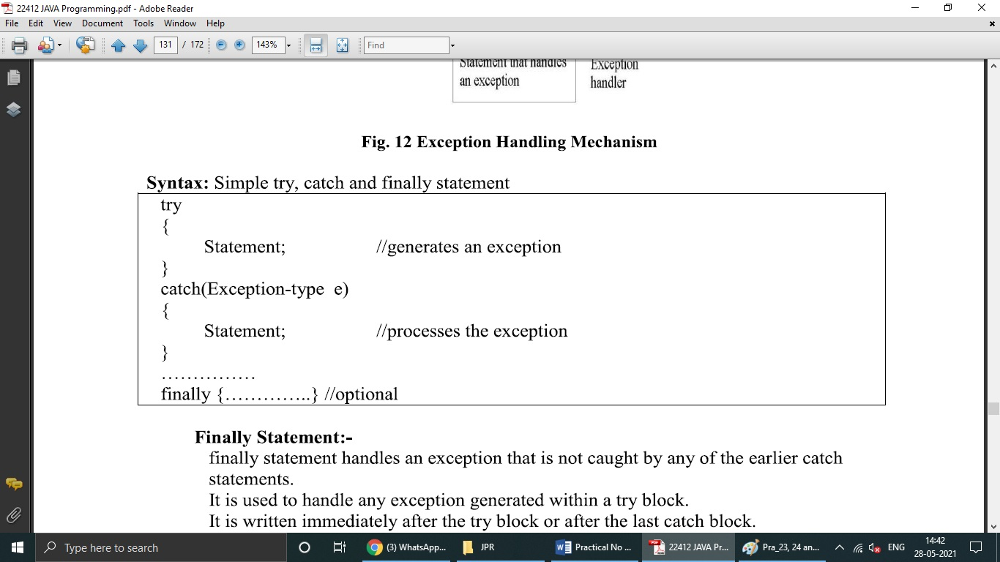 22412 JAVA Programming.pdf - Adobe Reader
File Edit View Document Tools Window Help
131 / 172 143% Find
Statement that handles Exception
an exception handler
Fig. 12 Exception Handling Mechanism
Syntax: Simple try, catch and finally statement
try
{
Statement; //generates an exception
}
catch(Exception-type e)
{
Statement; //processes the exception
}
……………
finally {…………..} //optional
Finally Statement:-
finally statement handles an exception that is not caught by any of the earlier catch
statements.
It is used to handle any exception generated within a try block.
It is written immediately after the try block or after the last catch block.
Type here to search (3) WhatsApp... JPR Practical No ... 22412 JAVA Pr... Pra_23, 24 an... ENG 14:42
28-05-2021